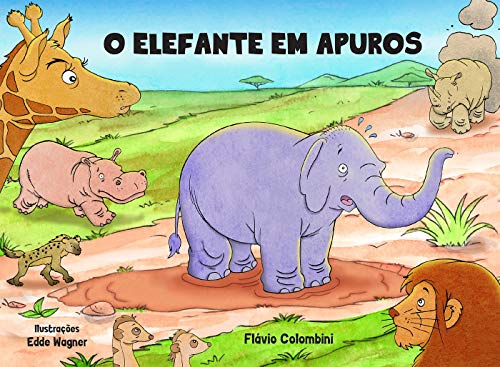 O ELEFANTE EM APUROS
Ilustrações
Edde Wagner
Flávio Colombini